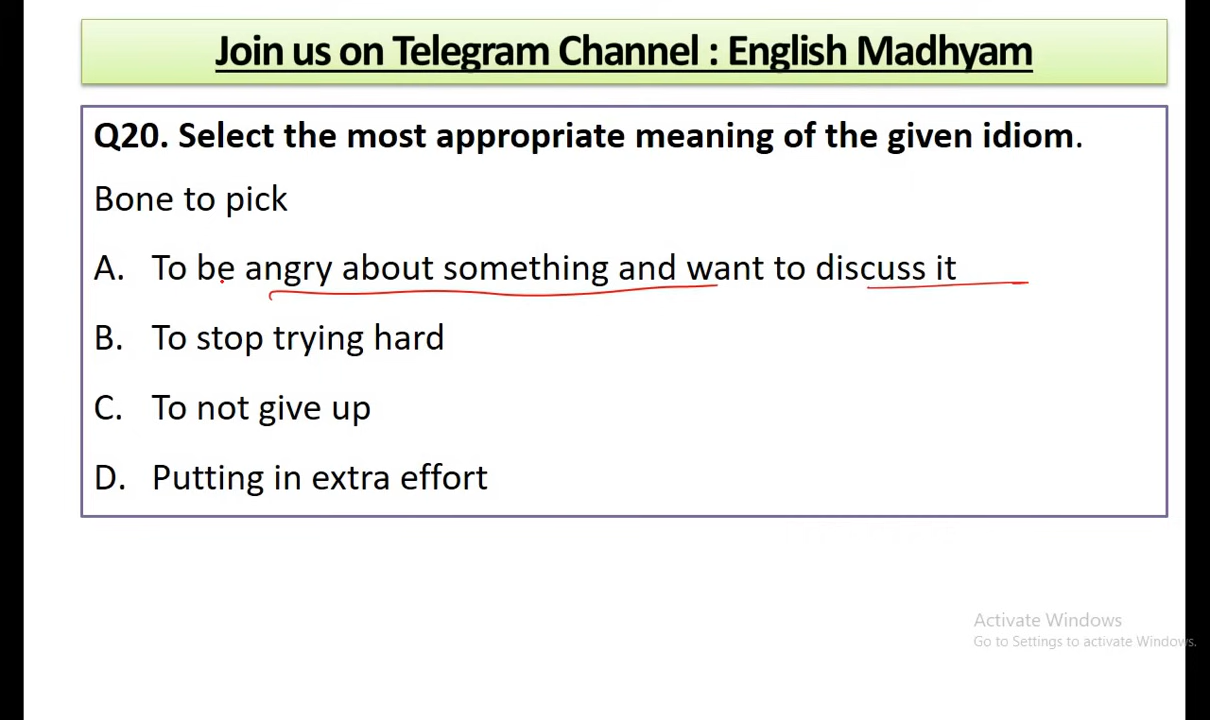 Join us on Telegram Channel : English Madhyam
Q20. Select the most appropriate meaning of the given idiom.
Bone to pick
A. To be angry about something and want to discuss it
B. To stop trying hard
C. To not give up
D. Putting in extra effort
Activate Windows
Go to Settings to activate Windows.